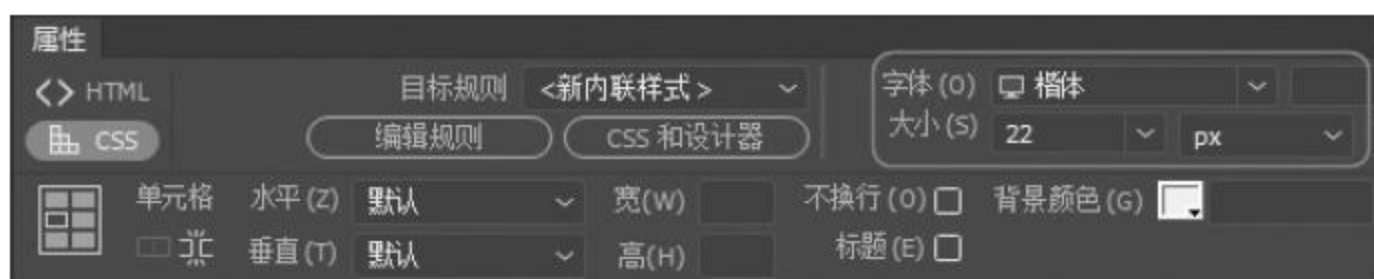 属性
<> HTML 目标规则 <新内联样式> 字体(O) 楷体
CSS 编辑规则 CSS 和设计器 大小(S) 22 px
单元格 水平(Z) 默认 宽(W) 不换行(O) 背景颜色(G)
垂直(T) 默认 高(H) 标题(E)